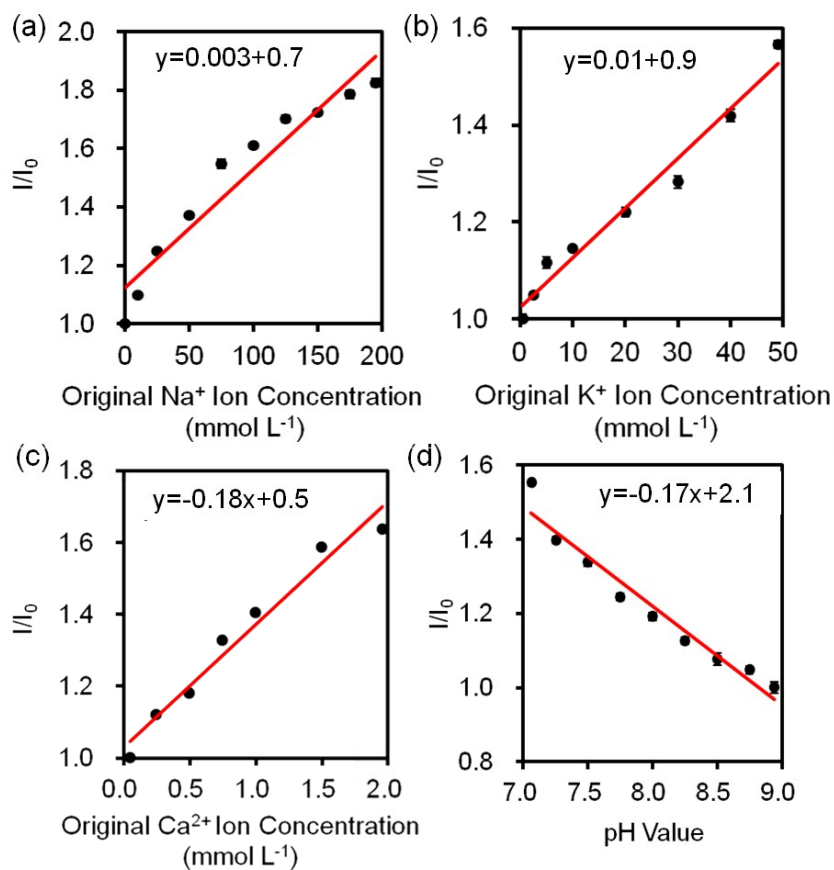 (a)
y=0.003+0.7
I/I₀
2.0
1.8
1.6
1.4
1.2
1.0
0 50 100 150 200
Original Na⁺ Ion Concentration
(mmol L⁻¹)
(b)
y=0.01+0.9
I/I₀
1.6
1.4
1.2
1.0
0 10 20 30 40 50
Original K⁺ Ion Concentration
(mmol L⁻¹)
(c)
y=-0.18x+0.5
I/I₀
1.8
1.6
1.4
1.2
1.0
0.0 0.5 1.0 1.5 2.0
Original Ca²⁺ Ion Concentration
(mmol L⁻¹)
(d)
y=-0.17x+2.1
I/I₀
1.6
1.4
1.2
1.0
0.8
7.0 7.5 8.0 8.5 9.0
pH Value